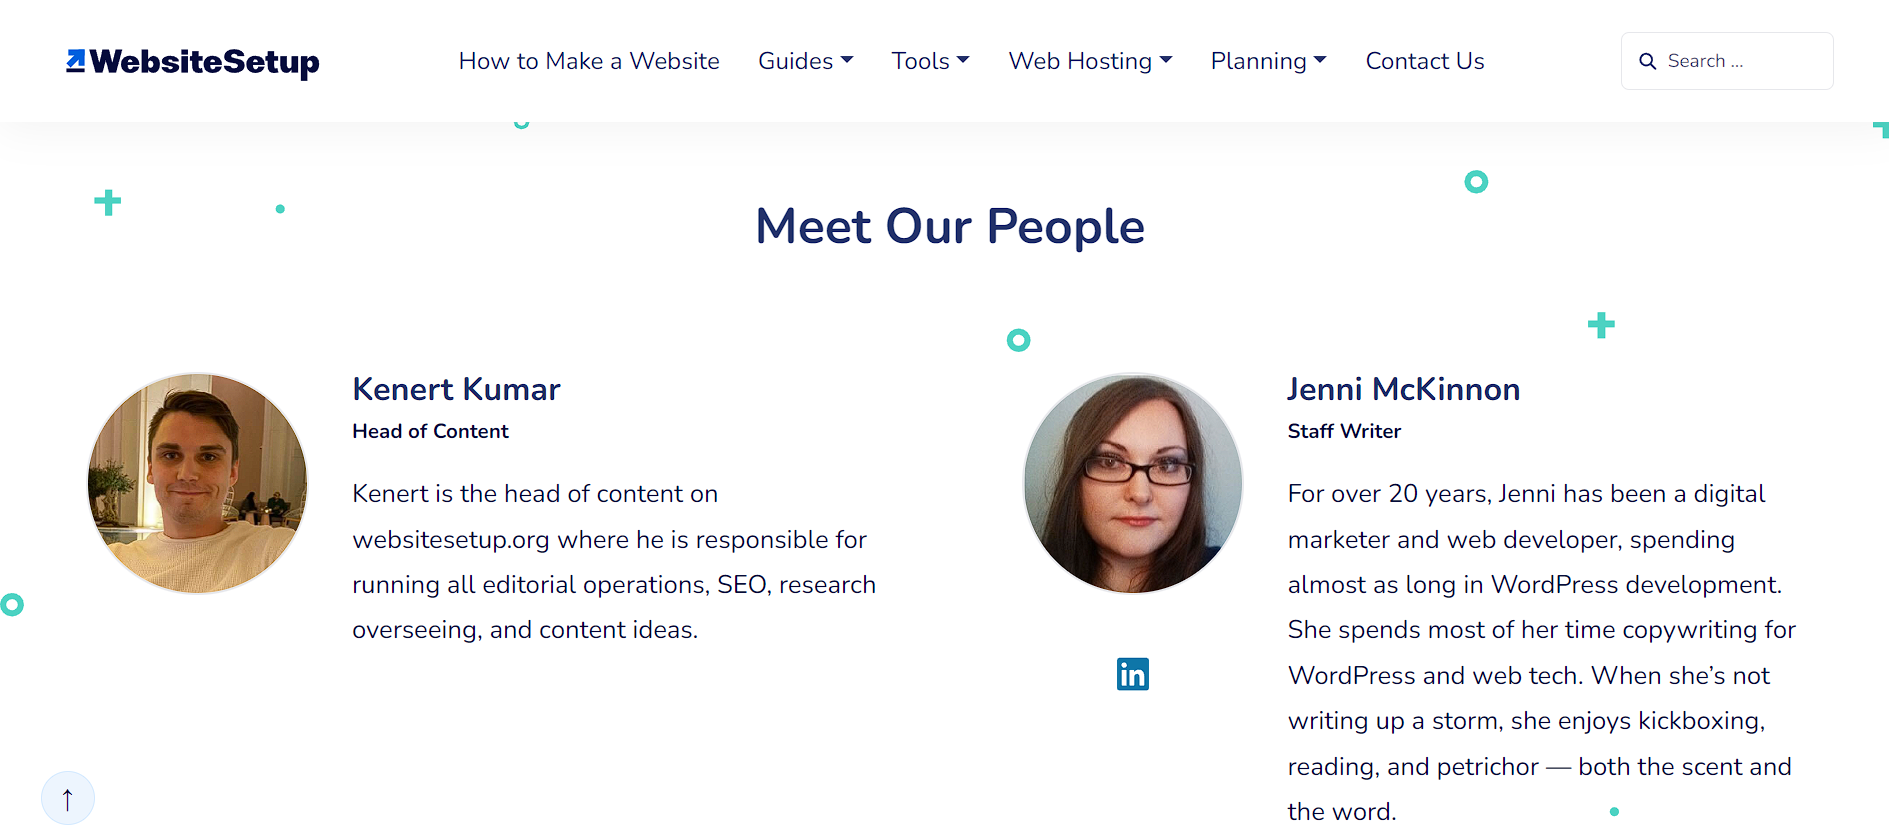 WebsiteSetup
How to Make a Website
Guides
Tools
Web Hosting
Planning
Contact Us
Search ...
Meet Our People
Kenert Kumar
Head of Content
Kenert is the head of content on
websitesetup.org where he is responsible for
running all editorial operations, SEO, research
overseeing, and content ideas.
Jenni McKinnon
Staff Writer
For over 20 years, Jenni has been a digital
marketer and web developer, spending
almost as long in WordPress development.
She spends most of her time copywriting for
WordPress and web tech. When she’s not
writing up a storm, she enjoys kickboxing,
reading, and petrichor — both the scent and
the word.
in